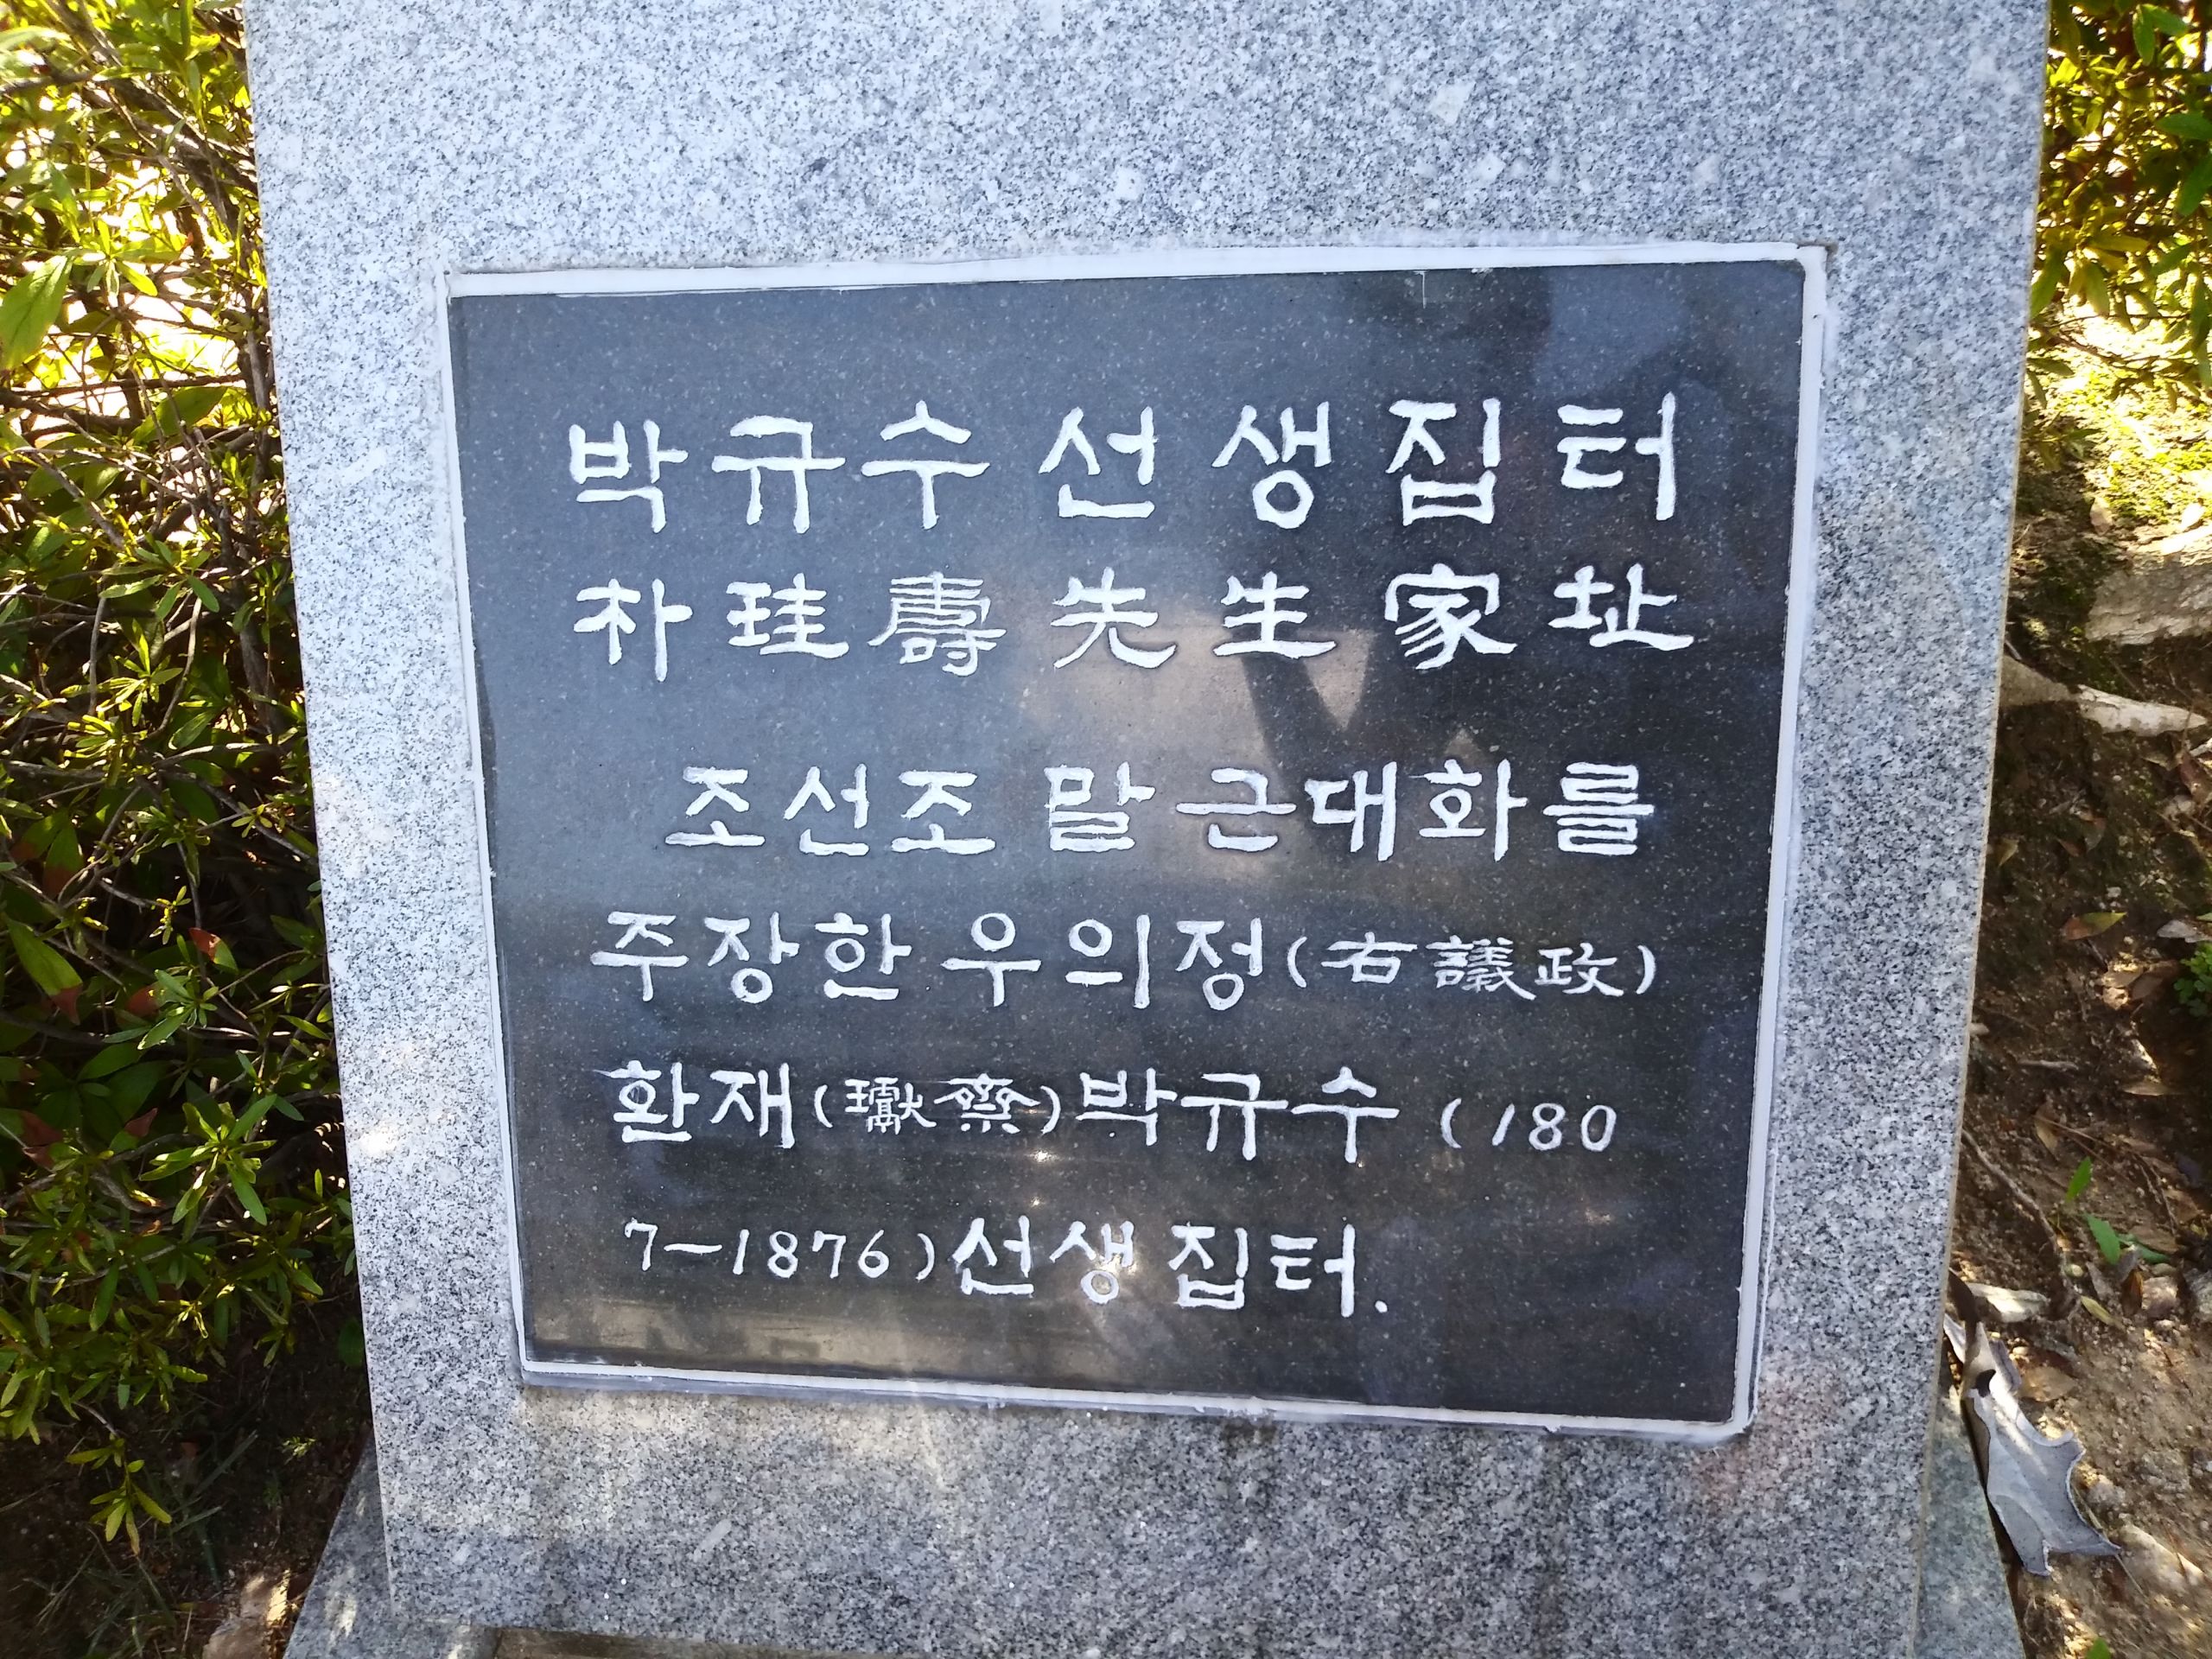 박규수 선생 집터
朴珪壽 先生 家址
조선조 말 근대화를
주장한 우의정(右議政)
환재(瓛齋)박규수 (180
7-1876)선생 집터.